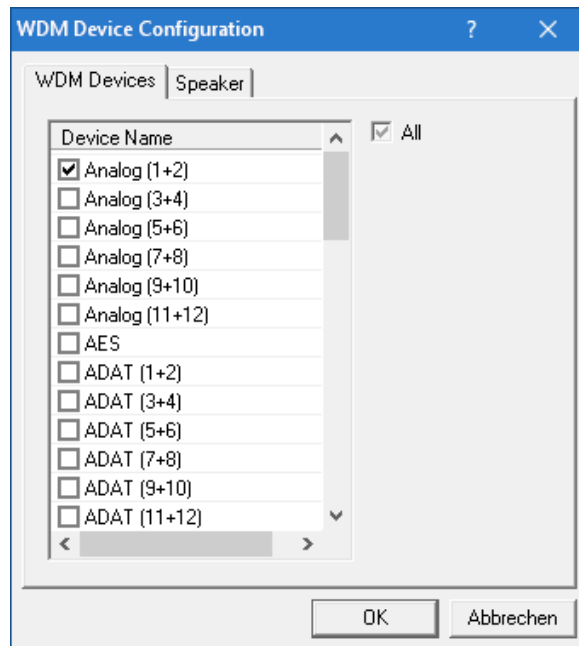 WDM Device Configuration ?
WDM Devices Speaker
Device Name
All
Analog (1+2)
Analog (3+4)
Analog (5+6)
Analog (7+8)
Analog (9+10)
Analog (11+12)
AES
ADAT (1+2)
ADAT (3+4)
ADAT (5+6)
ADAT (7+8)
ADAT (9+10)
ADAT (11+12)
OK Abbrechen